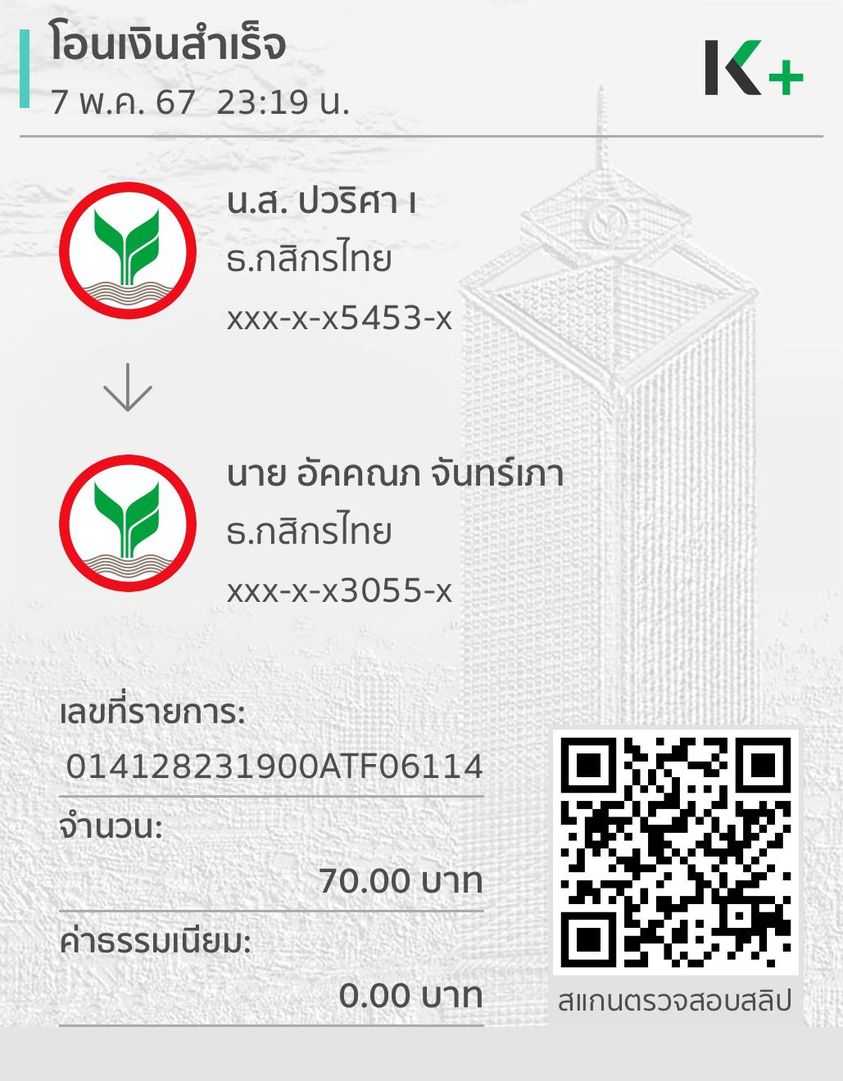 โอนเงินสำเร็จ
7 พ.ค. 67 23:19 น.
K+
น.ส. ปวริศา เ
ธ.กสิกรไทย
xxx-x-x5453-x
นาย อัคคณภ จันทร์เภา
ธ.กสิกรไทย
xxx-x-x3055-x
เลขที่รายการ:
014128231900ATF06114
จำนวน:
70.00 บาท
ค่าธรรมเนียม:
0.00 บาท
สแกนตรวจสอบสลิป